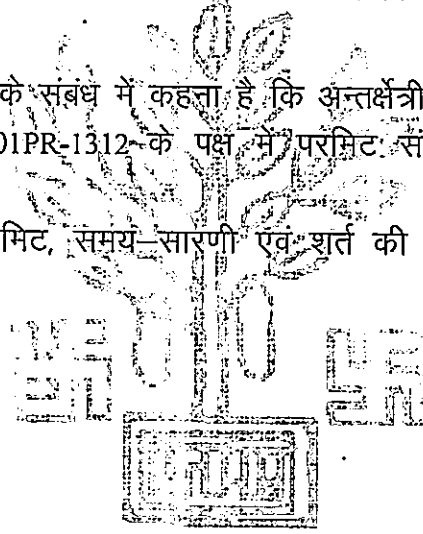 के संबंध में कहना है कि अन्तर्क्षेत्री
01PR-1312 के पक्ष में परमिट सं
मिट, समय–सारणी एवं शर्त की